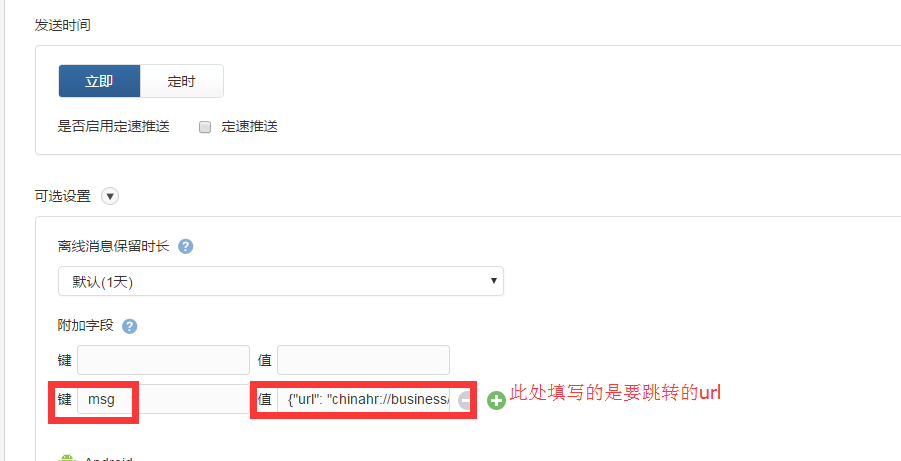 发送时间
立即 定时
是否启用定速推送 定速推送
可选设置
离线消息保留时长 ?
默认(1天)
附加字段 ?
键 值
键 msg 值 {"url": "chinahr://business/ 此处填写的是要跳转的url
Android